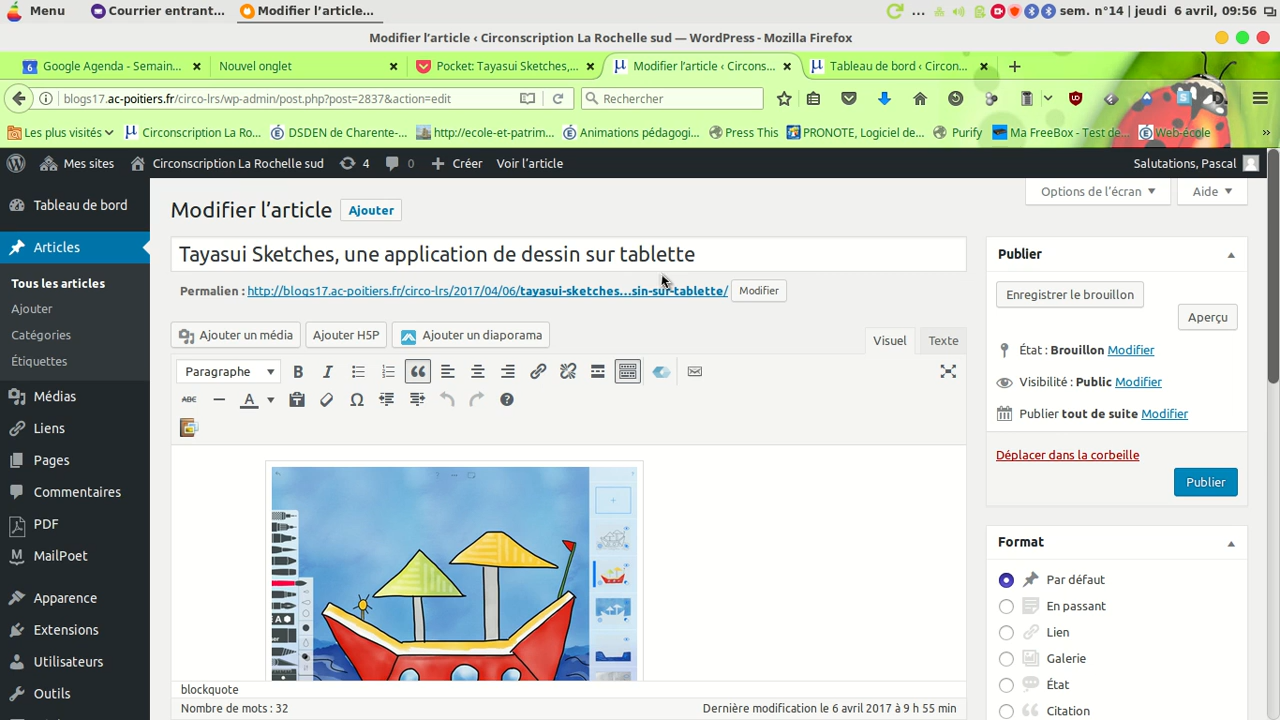 Menu
Courrier entrant...
Modifier l'article...
...
sem. n°14 | jeudi 6 avril, 09:56
Modifier l'article ‹ Circonscription La Rochelle sud — WordPress - Mozilla Firefox
6 Google Agenda - Semain...
Nouvel onglet
Pocket: Tayasui Sketches,...
µ Modifier l'article ‹ Circons...
µ Tableau de bord ‹ Circon...
blogs17.ac-poitiers.fr/circo-lrs/wp-admin/post.php?post=2837&action=edit
Rechercher
Les plus visités
µ Circonscription La Ro...
DSDEN de Charente-...
http://ecole-et-patrim...
Animations pédagogi...
Press This
PRONOTE, Logiciel de...
Purify
Ma FreeBox - Test de...
Web-école
»
Mes sites
Circonscription La Rochelle sud
4
0
Créer
Voir l'article
Salutations, Pascal
Tableau de bord
Articles
Tous les articles
Ajouter
Catégories
Étiquettes
Médias
Liens
Pages
Commentaires
PDF
MailPoet
Apparence
Extensions
Utilisateurs
Outils
Options de l'écran
Aide
Modifier l'article
Ajouter
Tayasui Sketches, une application de dessin sur tablette
Permalien : http://blogs17.ac-poitiers.fr/circo-lrs/2017/04/06/tayasui-sketches...sin-sur-tablette/ Modifier
Ajouter un média
Ajouter H5P
Ajouter un diaporama
Visuel
Texte
Paragraphe
B
I
ABC
A
Ω
blockquote
Nombre de mots : 32
Dernière modification le 6 avril 2017 à 9 h 55 min
Publier
Enregistrer le brouillon
Aperçu
État : Brouillon Modifier
Visibilité : Public Modifier
Publier tout de suite Modifier
Déplacer dans la corbeille
Publier
Format
Par défaut
En passant
Lien
Galerie
État
Citation